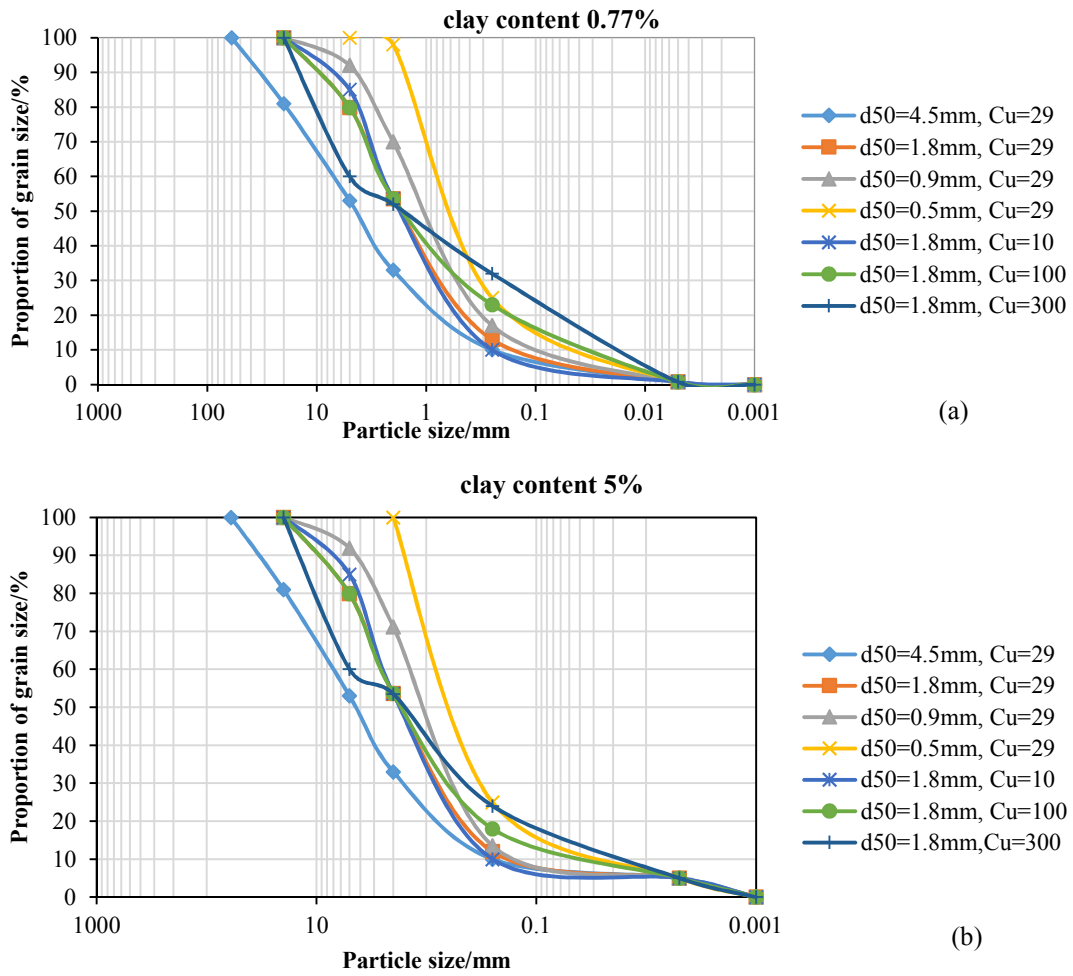 clay content 0.77%
Proportion of grain size/%
100
90
80
70
60
50
40
30
20
10
0
1000
100
10
1
0.1
0.01
0.001
Particle size/mm
d50=4.5mm, Cu=29
d50=1.8mm, Cu=29
d50=0.9mm, Cu=29
d50=0.5mm, Cu=29
d50=1.8mm, Cu=10
d50=1.8mm, Cu=100
d50=1.8mm, Cu=300
(a)
clay content 5%
Proportion of grain size/%
100
90
80
70
60
50
40
30
20
10
0
1000
10
0.1
0.001
Particle size/mm
d50=4.5mm, Cu=29
d50=1.8mm, Cu=29
d50=0.9mm, Cu=29
d50=0.5mm, Cu=29
d50=1.8mm, Cu=10
d50=1.8mm, Cu=100
d50=1.8mm,Cu=300
(b)